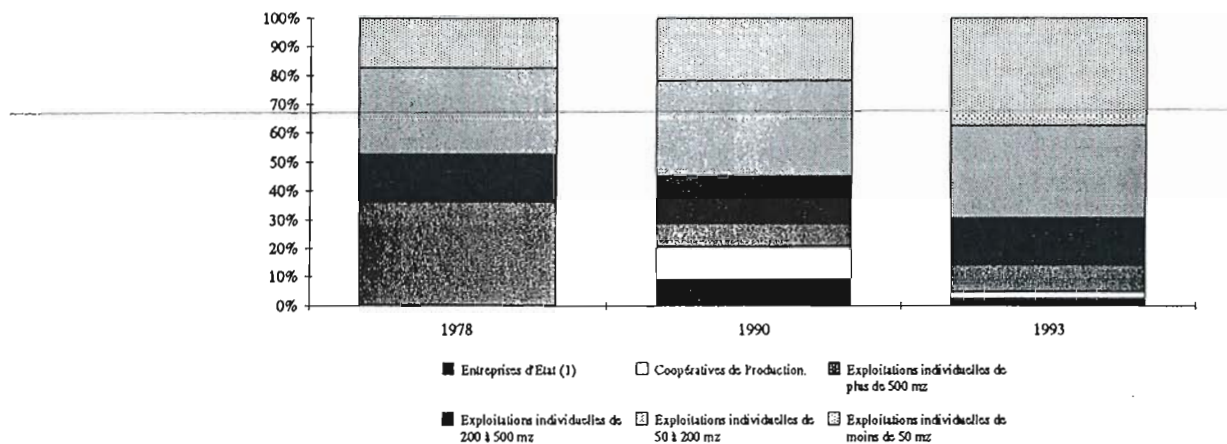 100%
90%
80%
70%
60%
50%
40%
30%
20%
10%
0%
1978
1990
1993
Entreprises d'Etat (1)
Coopératives de Production.
Exploitations individuelles de
plus de 500 mz
Exploitations individuelles de
200 à 500 mz
Exploitations individuelles de
50 à 200 mz
Exploitations individuelles de
moins de 50 mz